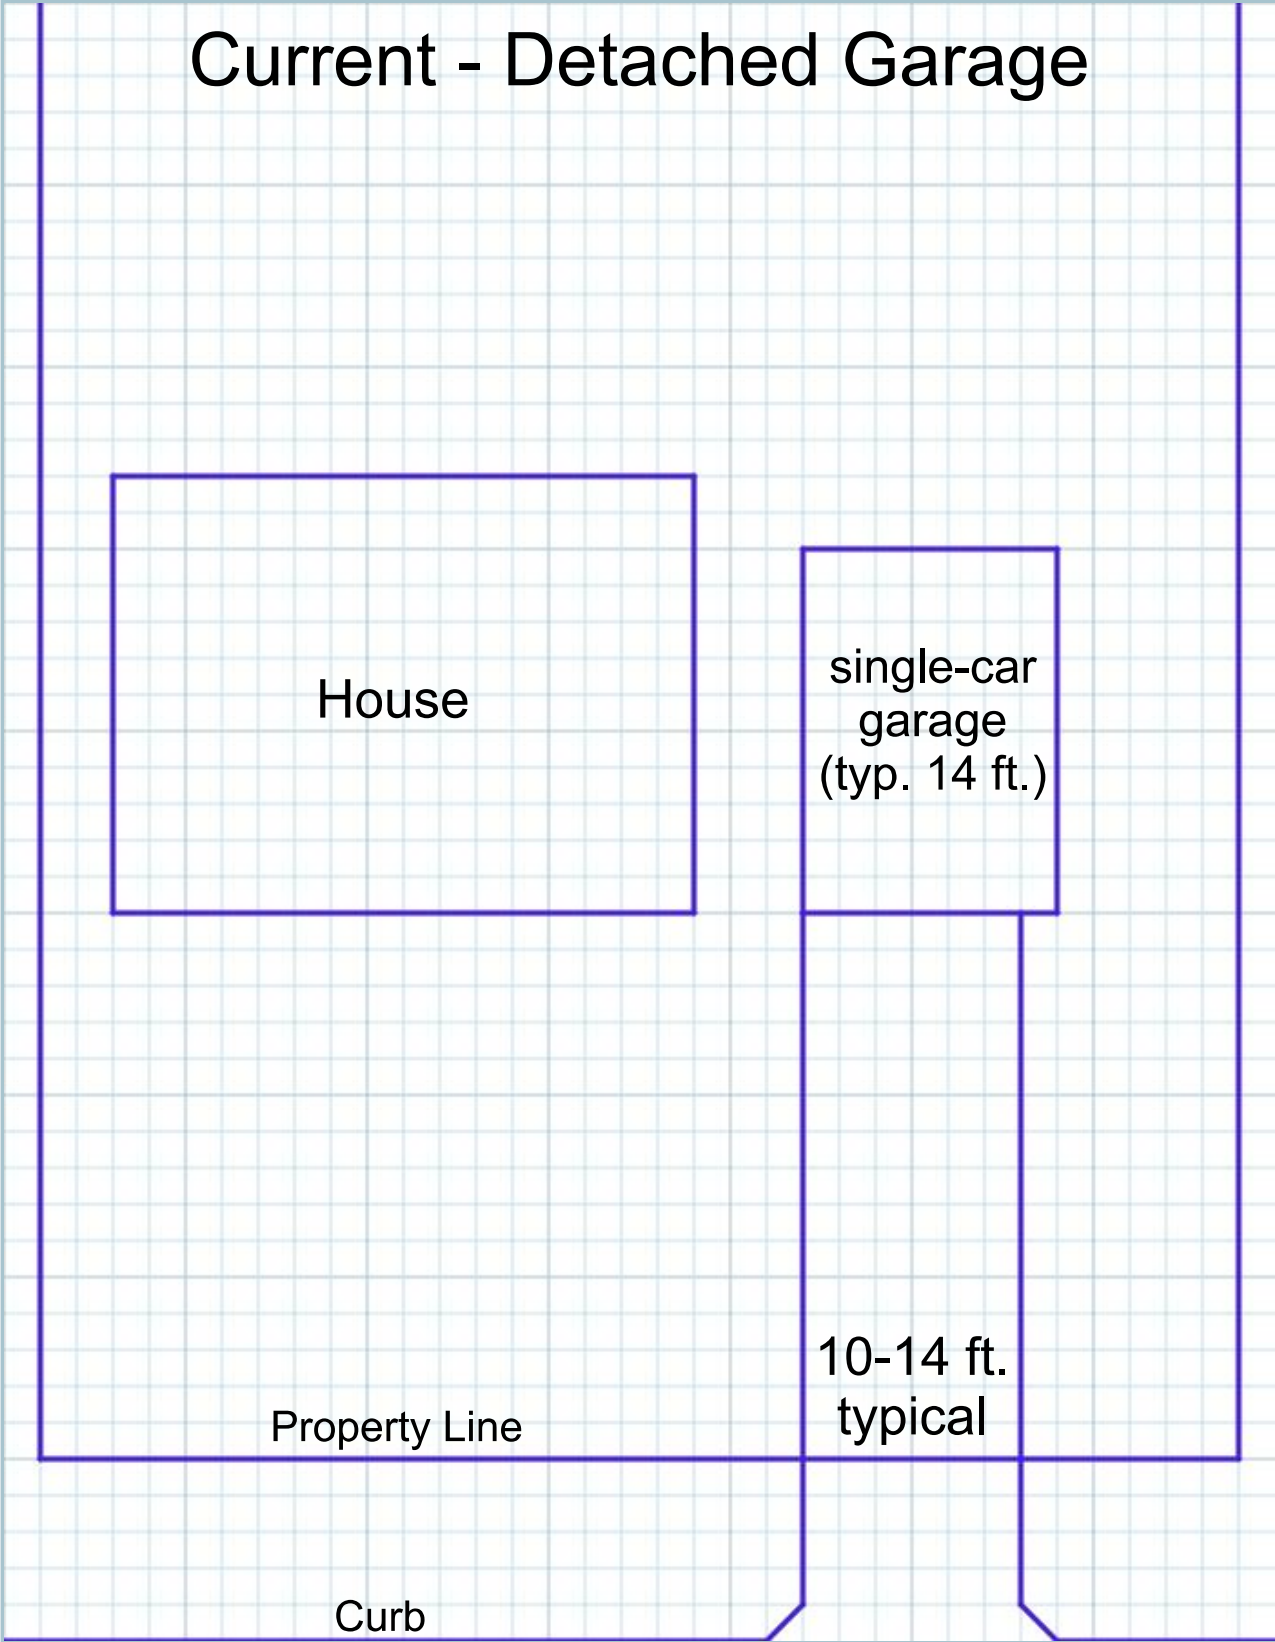 Current - Detached Garage
House
single-car
garage
(typ. 14 ft.)
10-14 ft.
typical
Property Line
Curb